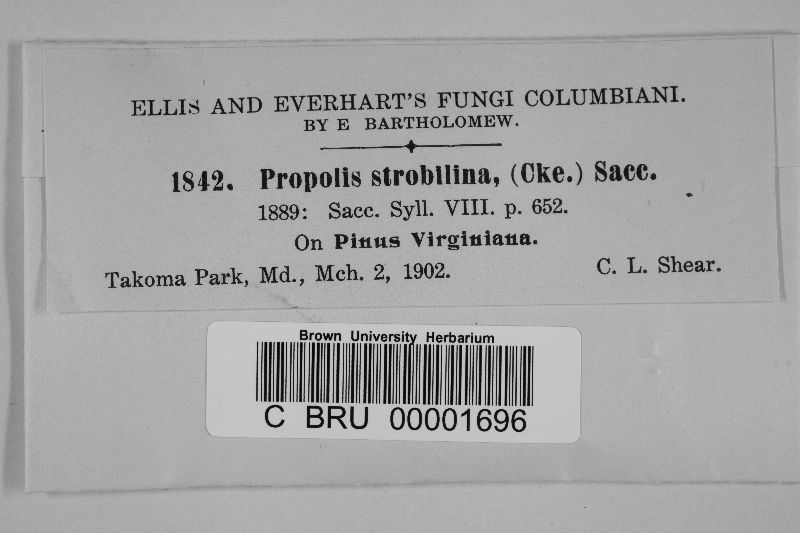 ELLIS AND EVERHART'S FUNGI COLUMBIANI.
BY E BARTHOLOMEW.
1842. Propolis strobilina, (Cke.) Sacc.
1889: Sacc. Syll. VIII. p. 652.
On Pinus Virginiana.
Takoma Park, Md., Mch. 2, 1902. C. L. Shear.
Brown University Herbarium
C BRU 00001696